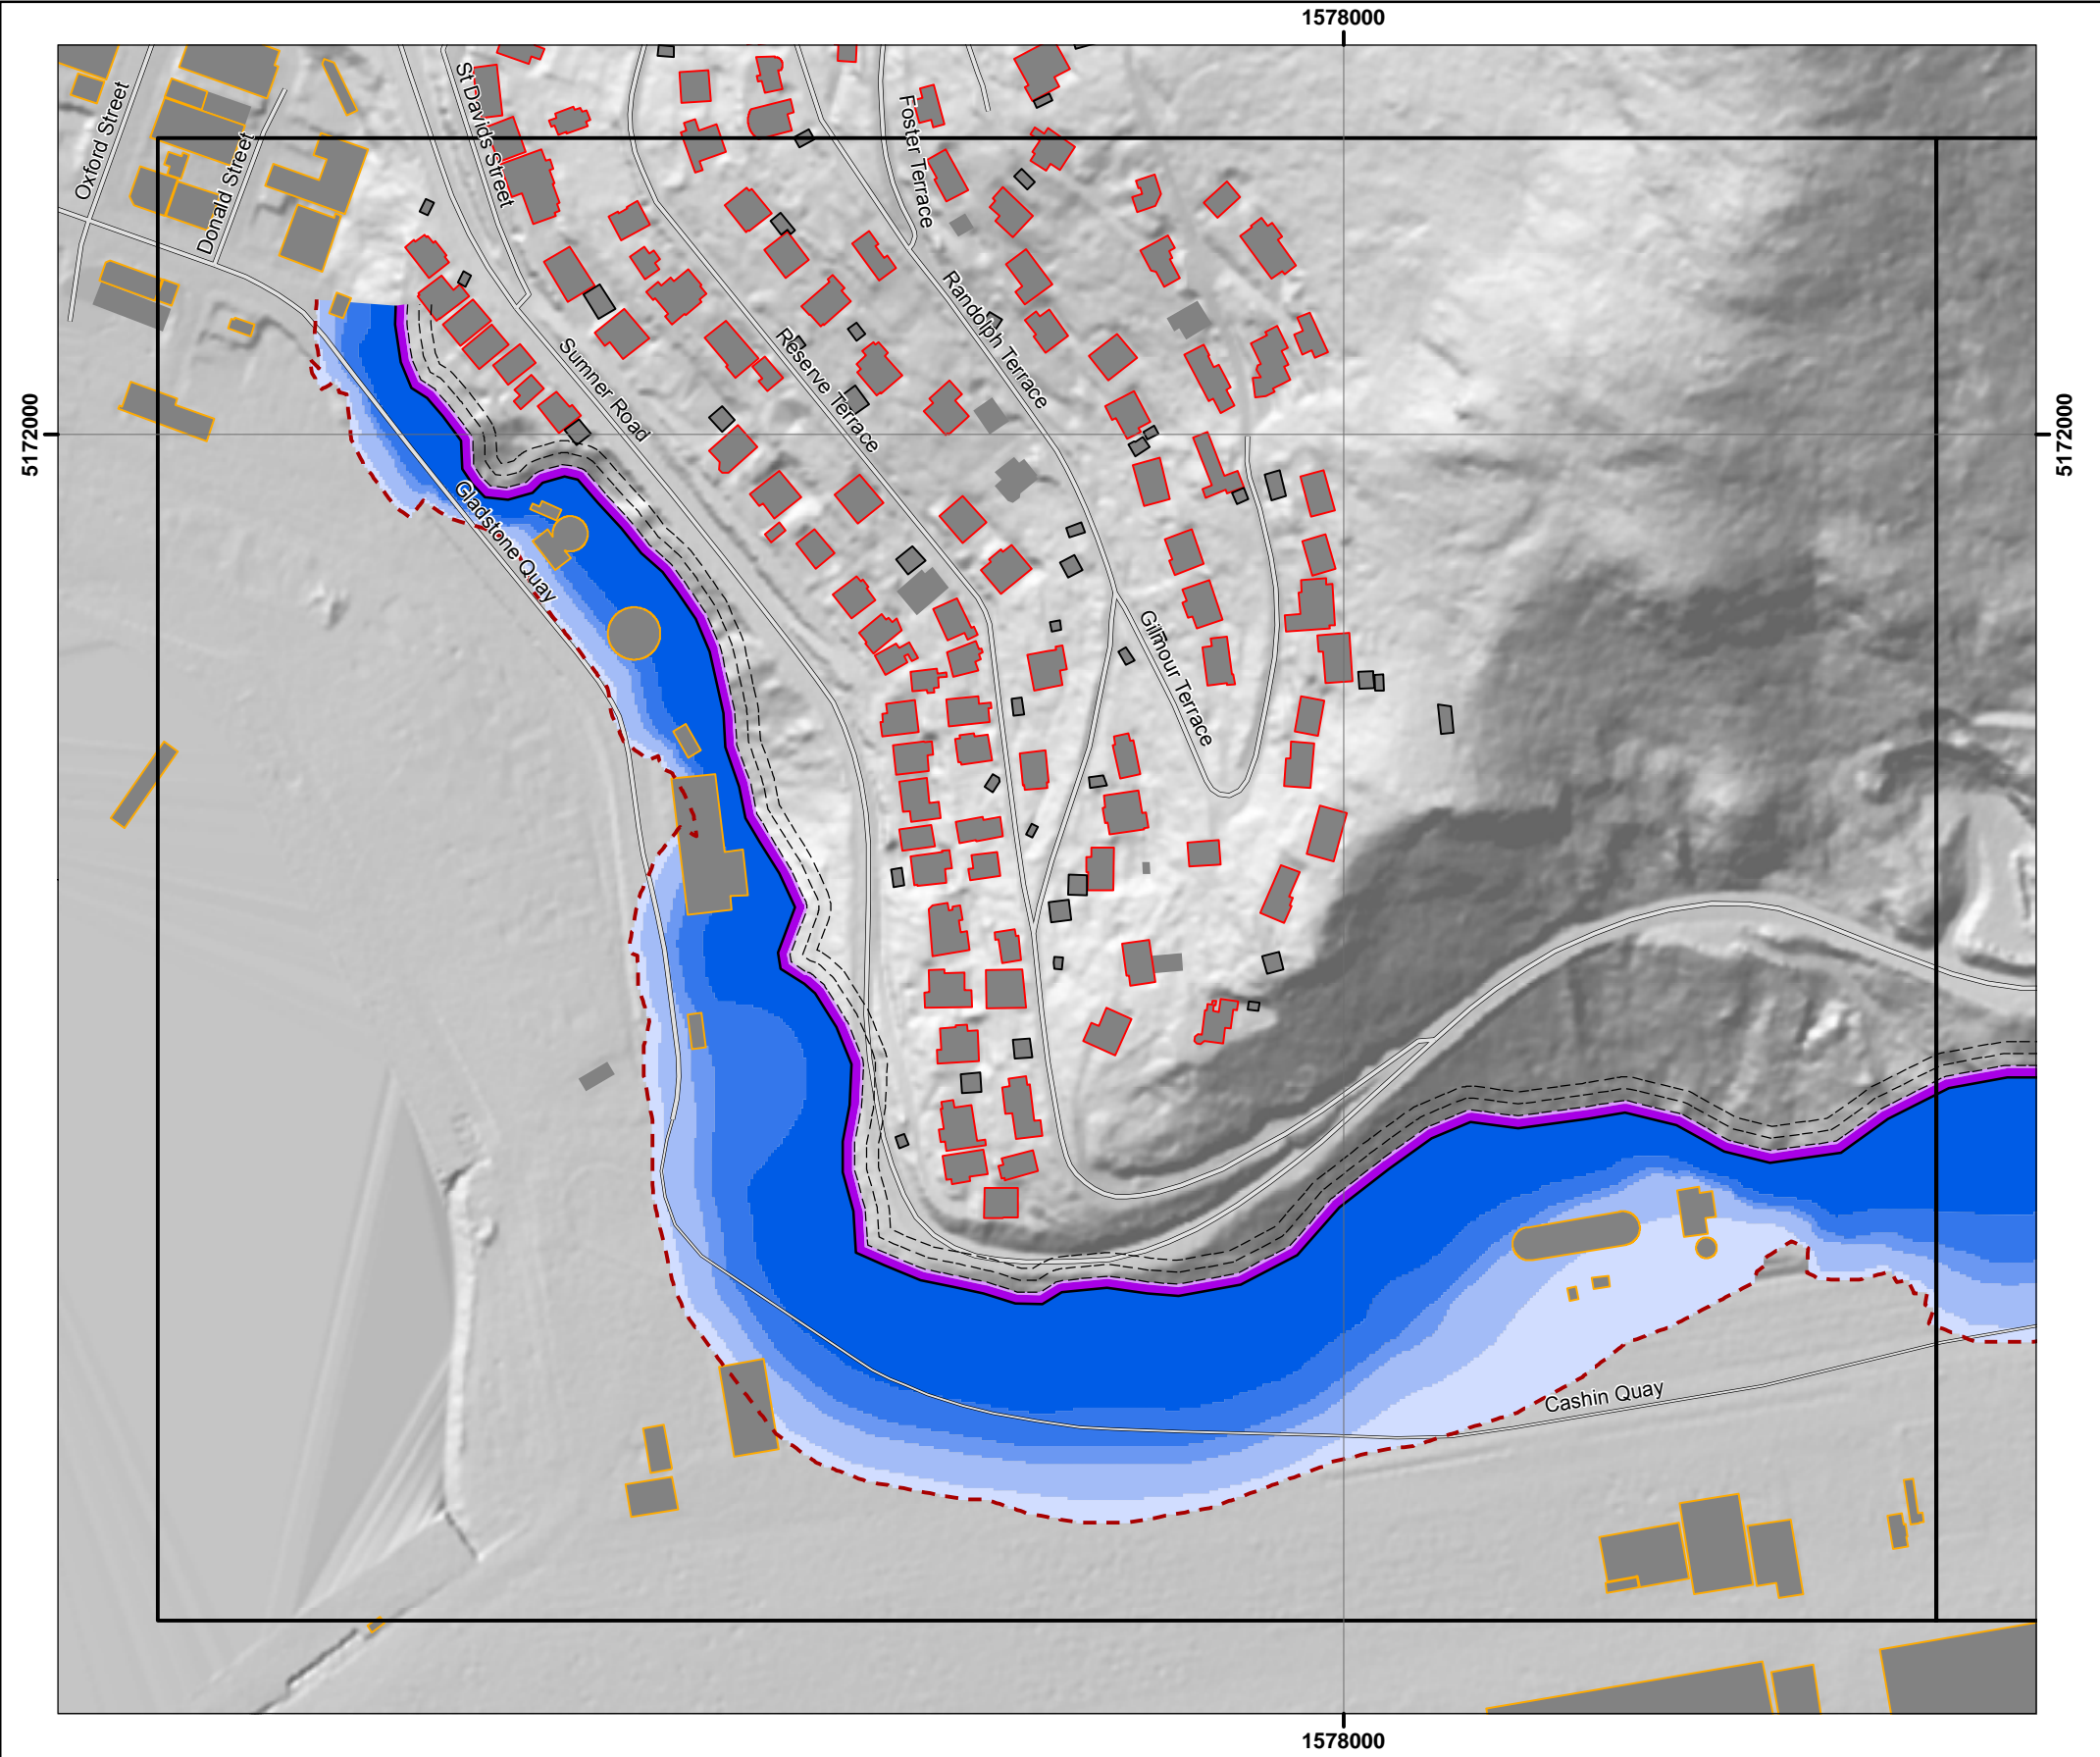 1578000
Oxford Street
Donald Street
St Davids Street
Foster Terrace
Randolph Terrace
Reserve Terrace
Sumner Road
5172000
5172000
Gladstone Quay
Gilmour Terrace
Cashin Quay
1578000